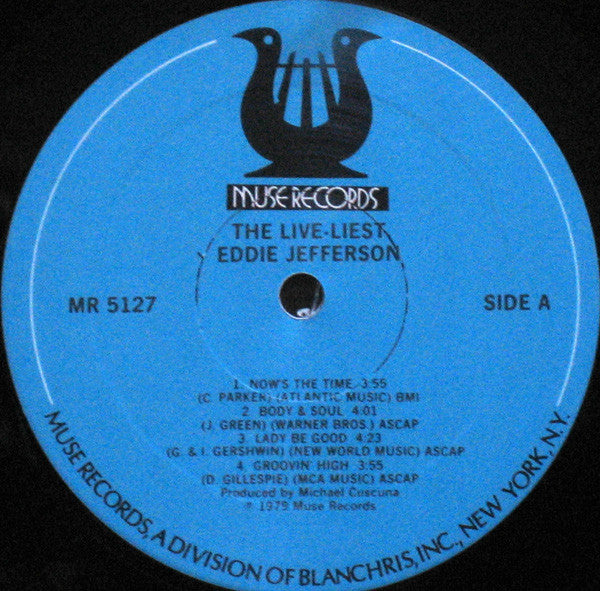 MUSE RECORDS
THE LIVE-LIEST
EDDIE JEFFERSON
MR 5127
SIDE A
1. NOW'S THE TIME 3:55
(C. PARKER) (ATLANTIC MUSIC) BMI
2. BODY & SOUL 4:01
(J. GREEN) (WARNER BROS.) ASCAP
3. LADY BE GOOD 4:23
(G. & I. GERSHWIN) (NEW WORLD MUSIC) ASCAP
4. GROOVIN' HIGH 3:55
(D. GILLESPIE) (MCA MUSIC) ASCAP
Produced by Michael Cuscuna
℗ 1979 Muse Records
MUSE RECORDS, A DIVISION OF BLANCHRIS, INC., NEW YORK, N.Y.